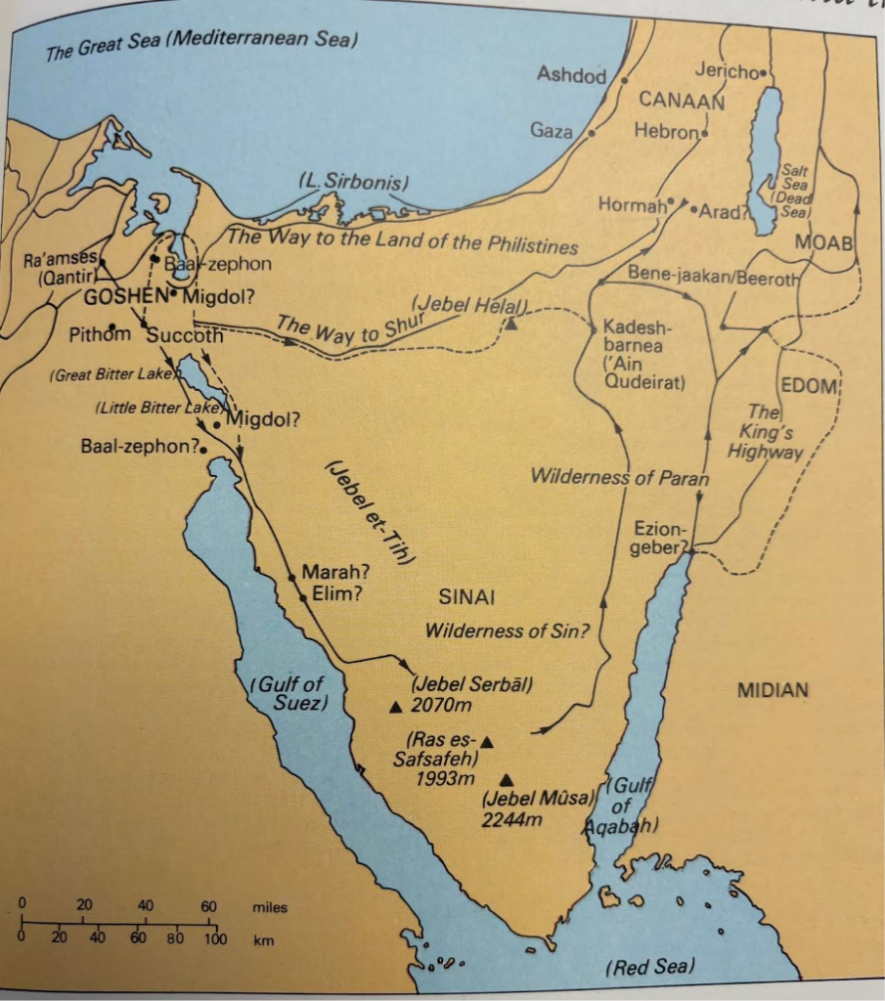 The Great Sea (Mediterranean Sea)
Ashdod
Jericho
CANAAN
Gaza
Hebron
(L. Sirbonis)
Salt
Sea
(Dead
Sea)
Hormah
Arad?
The Way to the Land of the Philistines
MOAB
Ra'amses
(Qantir)
Baal-zephon
Bene-jaakan/Beeroth
GOSHEN
Migdol?
(Jebel Helal)
The Way to Shur
Pithom
Succoth
Kadesh-
barnea
('Ain
Qudeirat)
(Great Bitter Lake)
EDOM
(Little Bitter Lake)
Migdol?
The
King's
Highway
Baal-zephon?
(Jebel et-Tih)
Wilderness of Paran
Ezion-
geber?
Marah?
Elim?
SINAI
Wilderness of Sin?
(Gulf of
Suez)
(Jebel Serbāl)
2070m
MIDIAN
(Ras es-
Safsafeh)
1993m
(Jebel Mûsa)
2244m
(Gulf
of
Aqabah)
0 20 40 60 miles
0 20 40 60 80 100 km
(Red Sea)